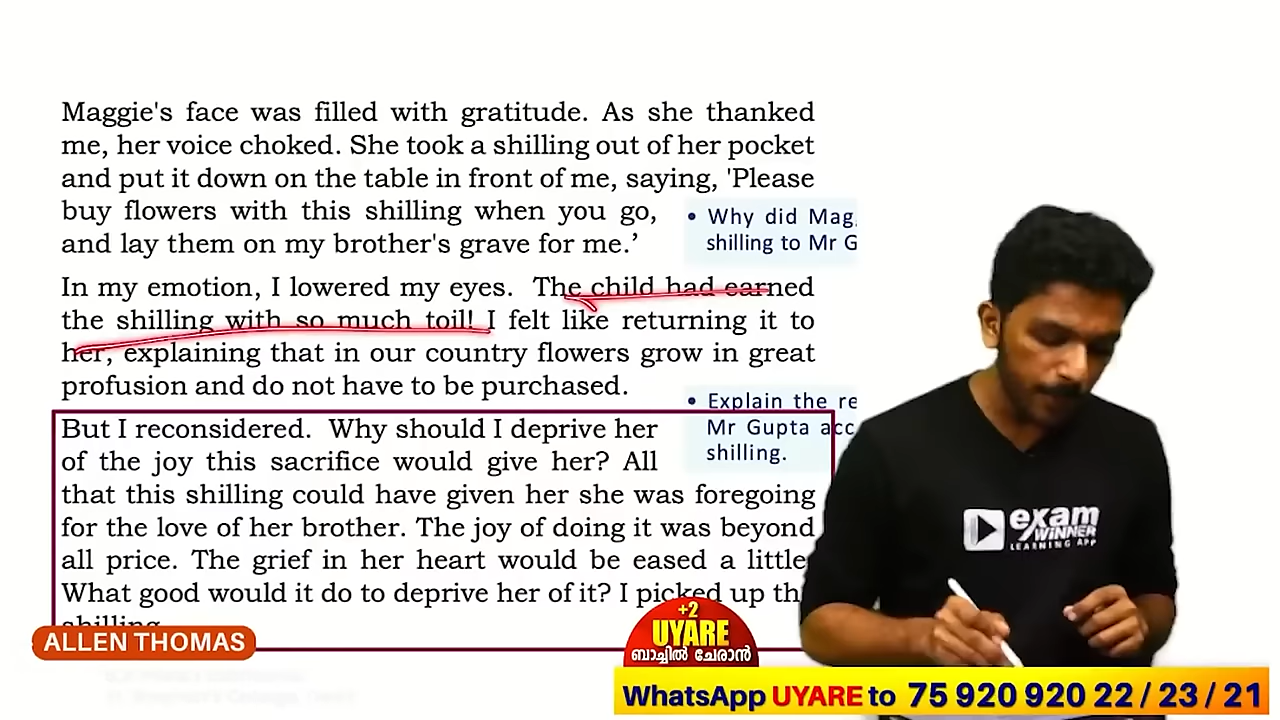 Maggie's face was filled with gratitude. As she thanked
me, her voice choked. She took a shilling out of her pocket
and put it down on the table in front of me, saying, 'Please
buy flowers with this shilling when you go,
and lay them on my brother's grave for me.’
• Why did Mag
shilling to Mr G
In my emotion, I lowered my eyes. The child had earned
the shilling with so much toil! I felt like returning it to
her, explaining that in our country flowers grow in great
profusion and do not have to be purchased.
• Explain the re
Mr Gupta acc
shilling.
But I reconsidered. Why should I deprive her
of the joy this sacrifice would give her? All
that this shilling could have given her she was foregoing
for the love of her brother. The joy of doing it was beyond
all price. The grief in her heart would be eased a little
What good would it do to deprive her of it? I picked up th
shilling
ALLEN THOMAS
exam
WINNER
LEARNING APP
+2
UYARE
ബാച്ചിൽ ചേരാൻ
WhatsApp UYARE to 75 920 920 22 / 23 / 21